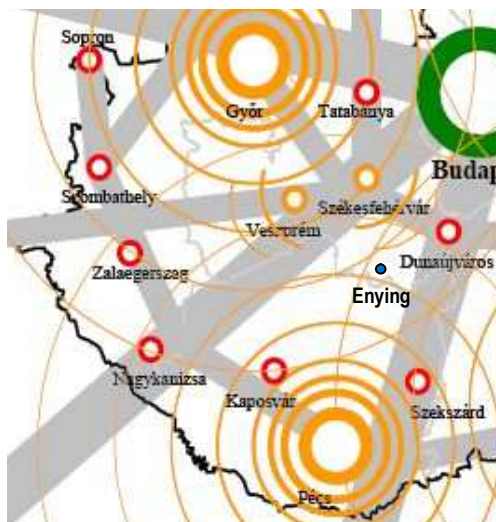 Sopron
Győr
Tatabánya
Budap
Szombathely
Székesfehérvár
Veszprém
Dunaújváros
Zalaegerszeg
Enying
Nagykanizsa
Kaposvár
Szekszárd
Pécs